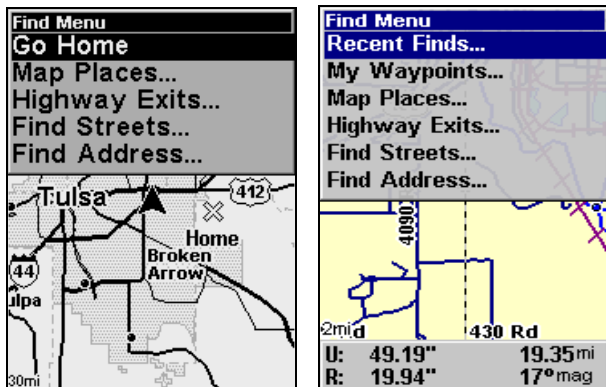 Find Menu
Go Home
Map Places...
Highway Exits...
Find Streets...
Find Address...
Tulsa
412
Home
Broken
Arrow
44
ulpa
30mi
Find Menu
Recent Finds...
My Waypoints...
Map Places...
Highway Exits...
Find Streets...
Find Address...
4090
2mi
d
430 Rd
U: 49.19" 19.35mi
R: 19.94" 17° mag